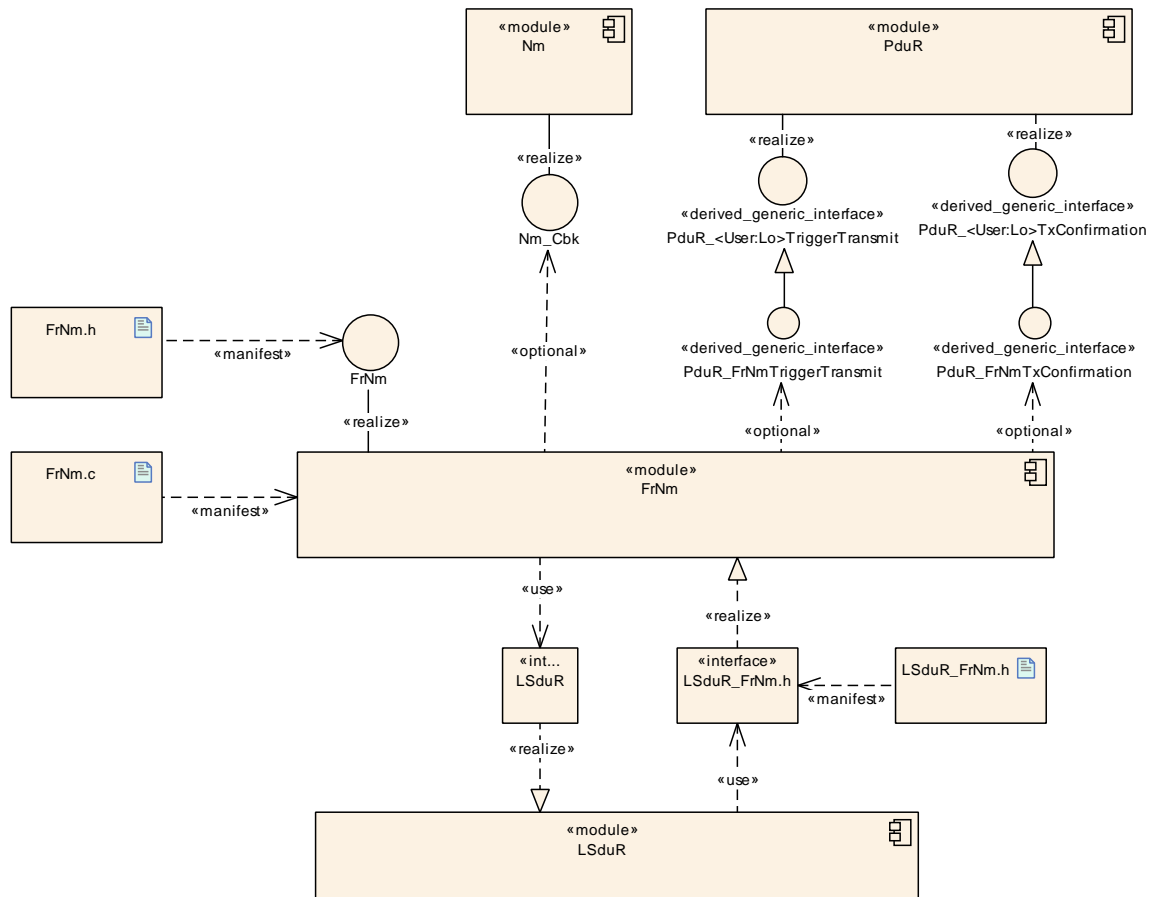 «module»
Nm
«module»
PduR
«realize»
«realize»
«realize»
Nm_Cbk
«derived_generic_interface»
PduR_<User:Lo>TriggerTransmit
«derived_generic_interface»
PduR_<User:Lo>TxConfirmation
FrNm.h
«manifest»
FrNm
«optional»
«derived_generic_interface»
PduR_FrNmTriggerTransmit
«derived_generic_interface»
PduR_FrNmTxConfirmation
«realize»
«optional»
«optional»
FrNm.c
«manifest»
«module»
FrNm
«use»
«realize»
«int...
LSduR
«interface»
LSduR_FrNm.h
LSduR_FrNm.h
«manifest»
«realize»
«use»
«module»
LSduR